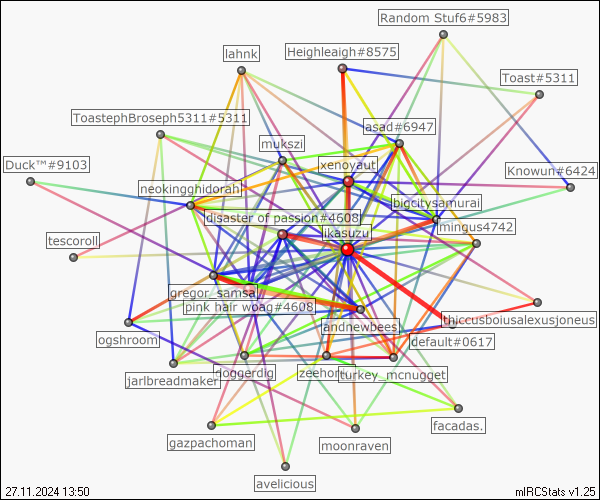 Random Stuf6#5983
lahnk
Heighleaigh#8575
Toast#5311
ToastephBroseph5311#5311
asad#6947
mukszi
xenoyaut
Duck™#9103
Knowun#6424
neokingghidorah
bigcitysamurai
disaster of passion#4608
mingus4742
ikasuzu
tescoroll
gregor_samsa
pink hair woag#4608
thiccusboiusalexusjoneus
andnewbees
ogshroom
default#0617
joggerdig
zeehon
turkey_mcnugget
jarlbreadmaker
facadas.
gazpachoman
moonraven
avelicious
27.11.2024 13:50
mIRCStats v1.25